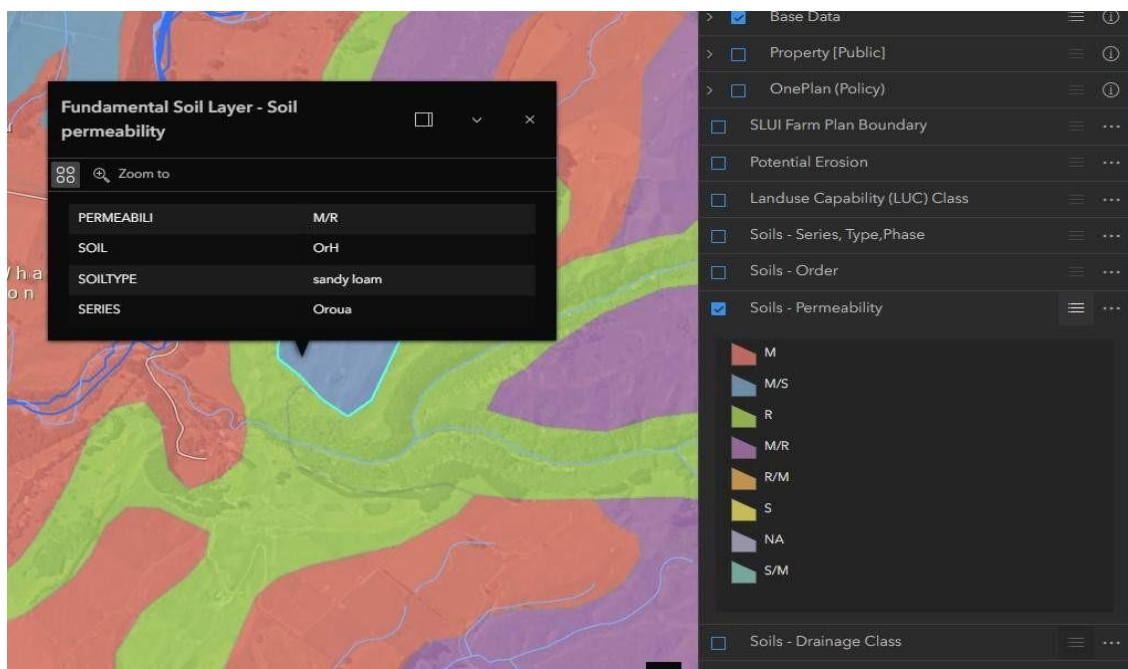 Base Data
Property [Public]
OnePlan (Policy)
SLUI Farm Plan Boundary
Potential Erosion
Landuse Capability (LUC) Class
Soils - Series, Type,Phase
Soils - Order
Soils - Permeability
M
M/S
R
M/R
R/M
S
NA
S/M
Soils - Drainage Class
Fundamental Soil Layer - Soil
permeability
Zoom to
PERMEABILI M/R
SOIL OrH
SOILTYPE sandy loam
SERIES Oroua